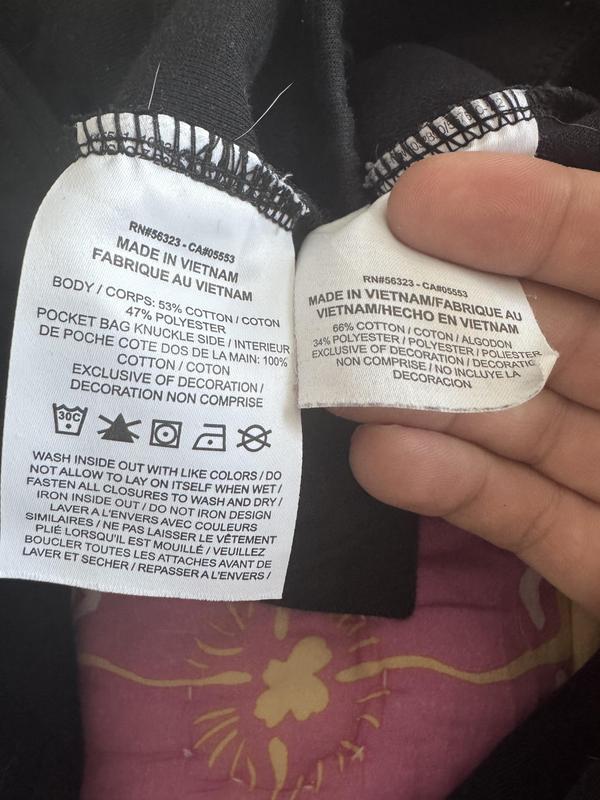 RN#56323 - CA#05553
MADE IN VIETNAM
FABRIQUE AU VIETNAM
BODY / CORPS: 53% COTTON / COTON
47% POLYESTER
POCKET BAG KNUCKLE SIDE / INTERIEUR
DE POCHE COTE DOS DE LA MAIN: 100%
COTTON / COTON
EXCLUSIVE OF DECORATION /
DECORATION NON COMPRISE
30C
WASH INSIDE OUT WITH LIKE COLORS / DO
NOT ALLOW TO LAY ON ITSELF WHEN WET /
FASTEN ALL CLOSURES TO WASH AND DRY /
IRON INSIDE OUT / DO NOT IRON DESIGN
LAVER A L'ENVERS AVEC COULEURS
SIMILAIRES / NE PAS LAISSER LE VÊTEMENT
PLIÉ LORSQU'IL EST MOUILLÉ / VEUILLEZ
BOUCLER TOUTES LES ATTACHES AVANT DE
LAVER ET SECHER / REPASSER A L'ENVERS /
RN#56323 - CA#05553
MADE IN VIETNAM/FABRIQUE AU
VIETNAM/HECHO EN VIETNAM
66% COTTON / COTON / ALGODON
34% POLYESTER / POLYESTER / POLIESTER
EXCLUSIVE OF DECORATION / DECORATIC
NON COMPRISE / NO INCLUYE LA
DECORACION